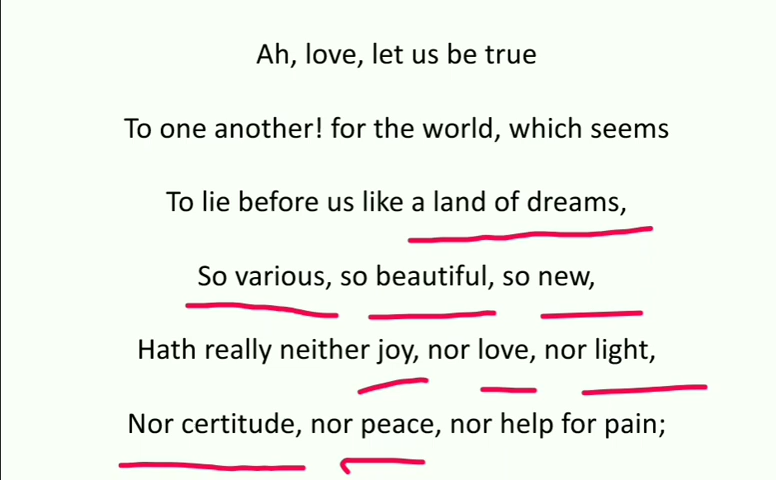 Ah, love, let us be true
To one another! for the world, which seems
To lie before us like a land of dreams,
So various, so beautiful, so new,
Hath really neither joy, nor love, nor light,
Nor certitude, nor peace, nor help for pain;